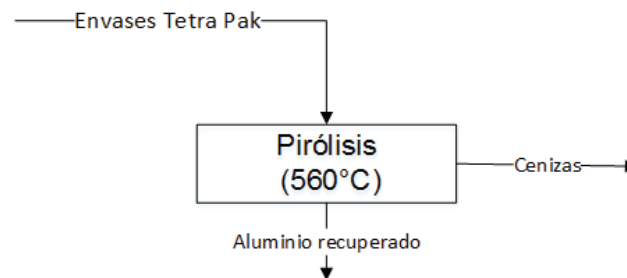 Envases Tetra Pak
Pirólisis
(560°C)
Cenizas
Aluminio recuperado